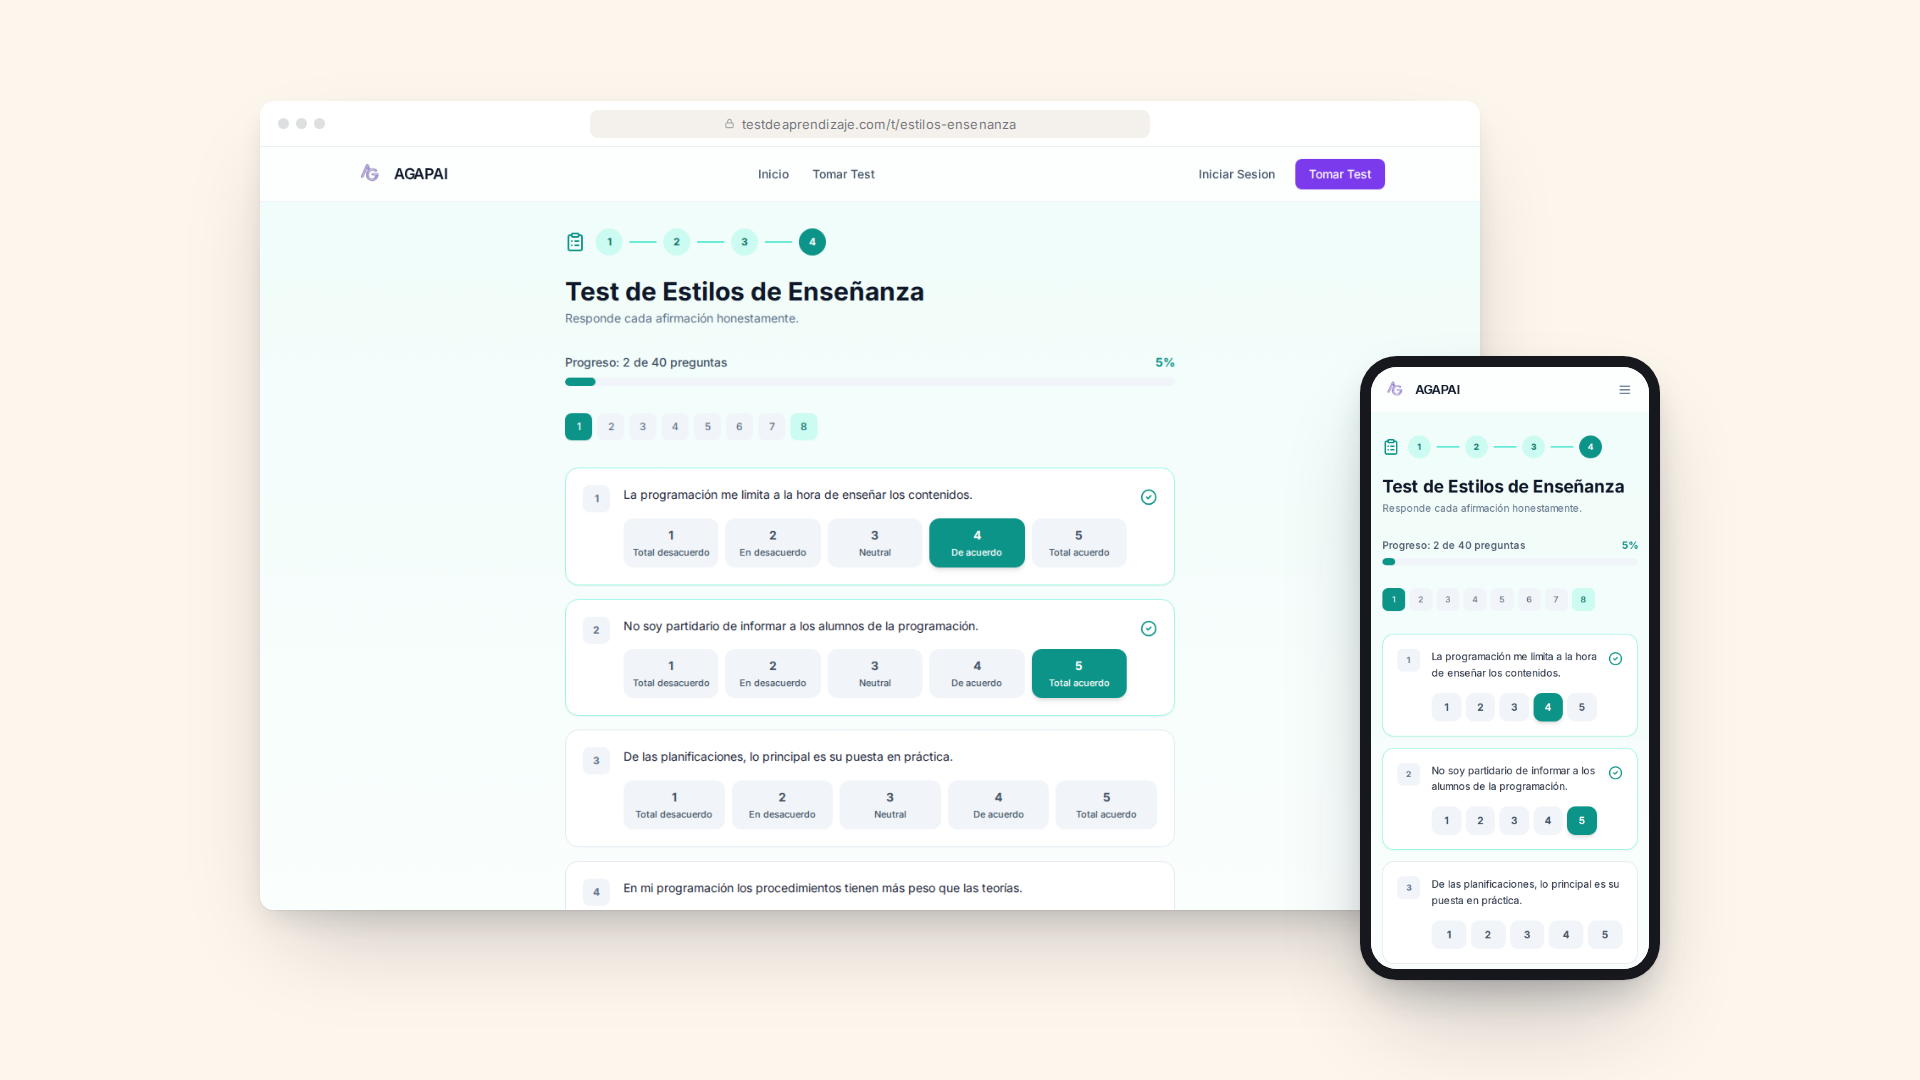 testdeaprendizaje.com/t/estilos-ensenanza
AGAPAI
Inicio Tomar Test
Iniciar Sesion Tomar Test
1 2 3 4
Test de Estilos de Enseñanza
Responde cada afirmación honestamente.
Progreso: 2 de 40 preguntas 5%
1 2 3 4 5 6 7 8
1 La programación me limita a la hora de enseñar los contenidos.
1 2 3 4 5
Total desacuerdo En desacuerdo Neutral De acuerdo Total acuerdo
2 No soy partidario de informar a los alumnos de la programación.
1 2 3 4 5
Total desacuerdo En desacuerdo Neutral De acuerdo Total acuerdo
3 De las planificaciones, lo principal es su puesta en práctica.
1 2 3 4 5
Total desacuerdo En desacuerdo Neutral De acuerdo Total acuerdo
4 En mi programación los procedimientos tienen más peso que las teorías.
AG AGAPAI
1 2 3 4
Test de Estilos de Enseñanza
Responde cada afirmación honestamente.
Progreso: 2 de 40 preguntas 5%
1 2 3 4 5 6 7 8
1 La programación me limita a la hora
de enseñar los contenidos.
1 2 3 4 5
2 No soy partidario de informar a los
alumnos de la programación.
1 2 3 4 5
3 De las planificaciones, lo principal es su
puesta en práctica.
1 2 3 4 5